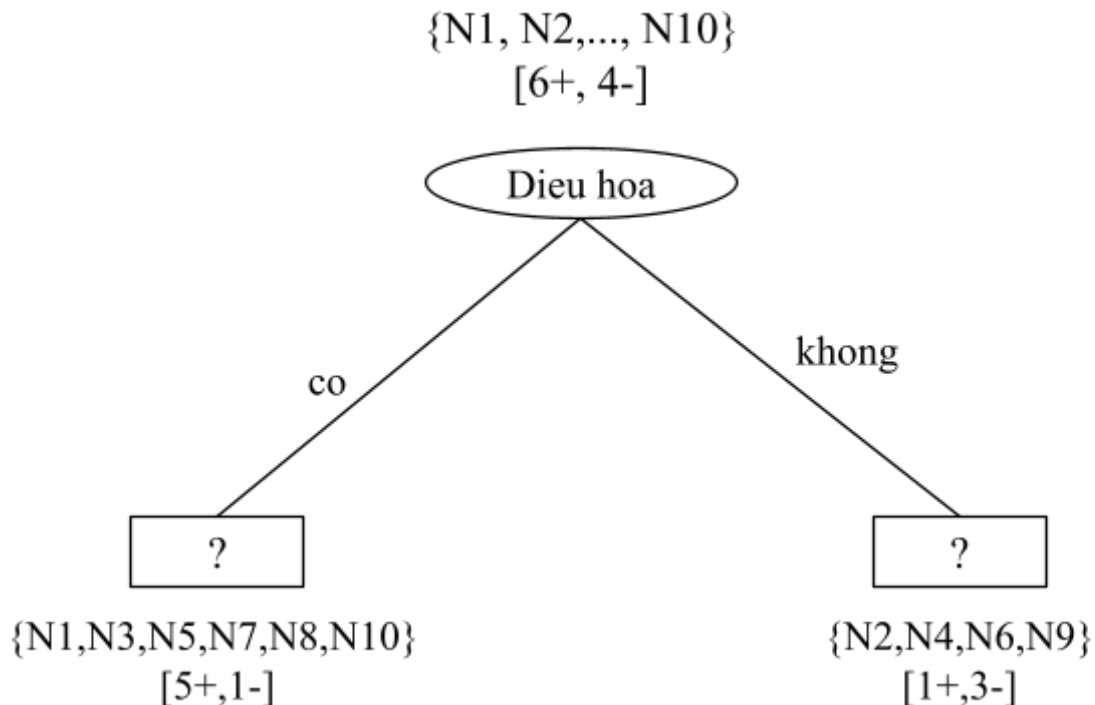 {N1, N2,..., N10}
[6+, 4-]
Dieu hoa
co
khong
?
?
{N1,N3,N5,N7,N8,N10}
{N2,N4,N6,N9}
[5+,1-]
[1+,3-]